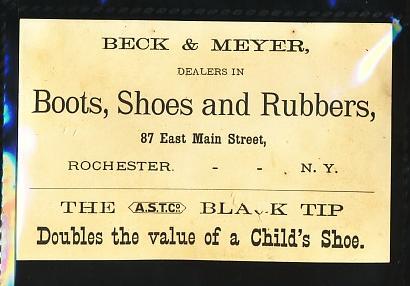 BECK & MEYER,
DEALERS IN
Boots, Shoes and Rubbers,
87 East Main Street,
ROCHESTER. - - N. Y.
THE A.S.T.Co BLACK TIP
Doubles the value of a Child's Shoe.